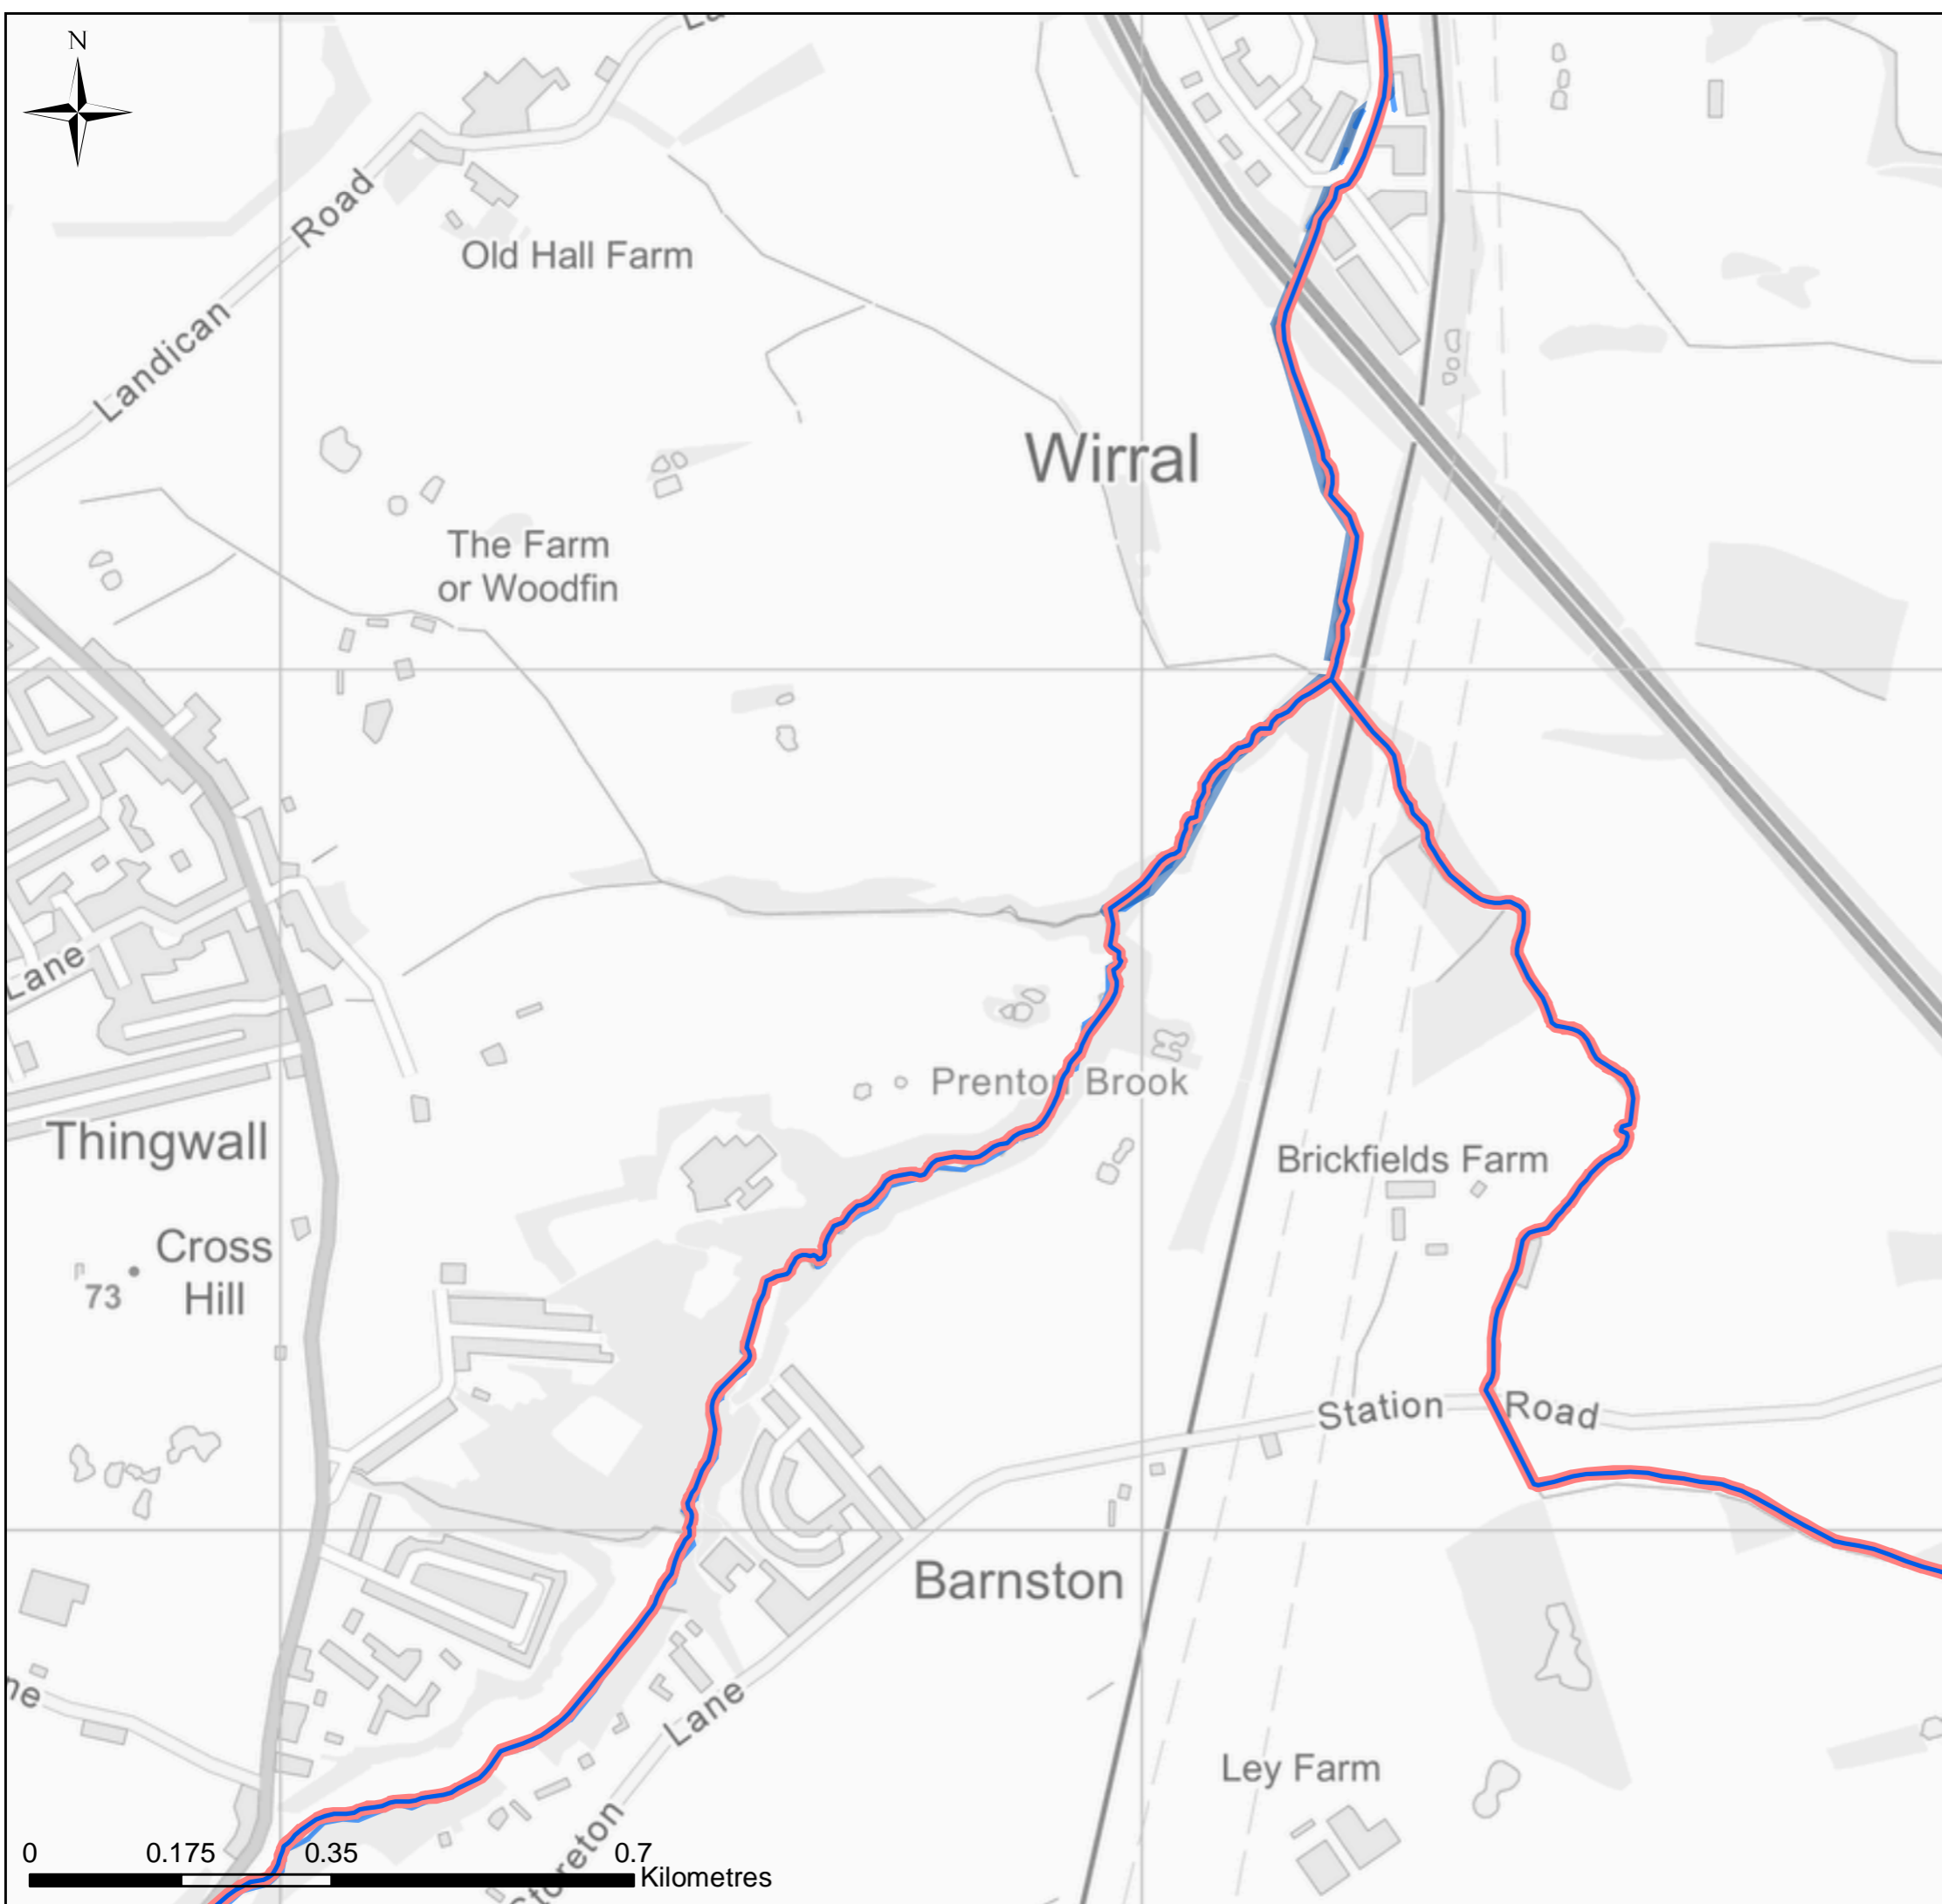 N
Road
Old Hall Farm
Landican
Wirral
The Farm
or Woodfin
Lane
Prenton Brook
Thingwall
Brickfields Farm
Cross
Hill
73
Station Road
Barnston
Lane
Ley Farm
0 0.175 0.35 0.7
Kilometres